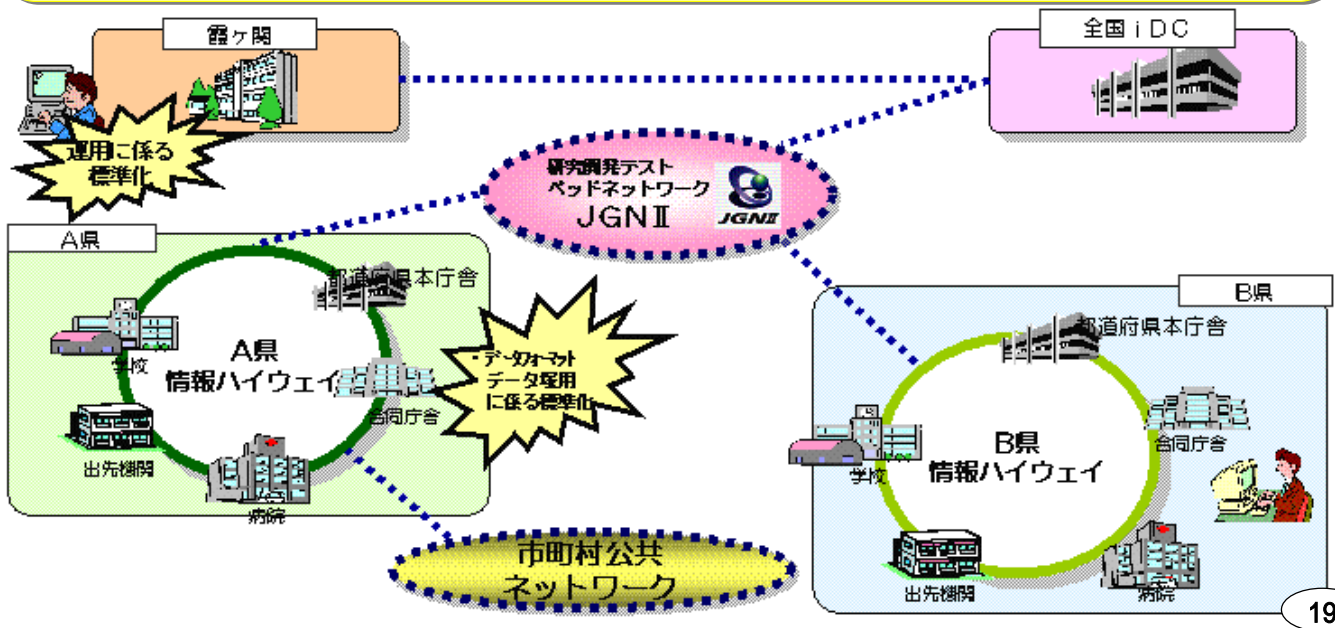 霞ヶ関
全国iDC
運用に係る
標準化
研究開発テスト
ベッドネットワーク
JGNⅡ
JGNⅡ
A県
都道府県本庁舎
学校
A県
情報ハイウェイ
合同庁舎
出先機関
病院
・データフォーマット
データ運用
に係る標準化
市町村公共
ネットワーク
B県
都道府県本庁舎
学校
B県
情報ハイウェイ
合同庁舎
出先機関
病院
19